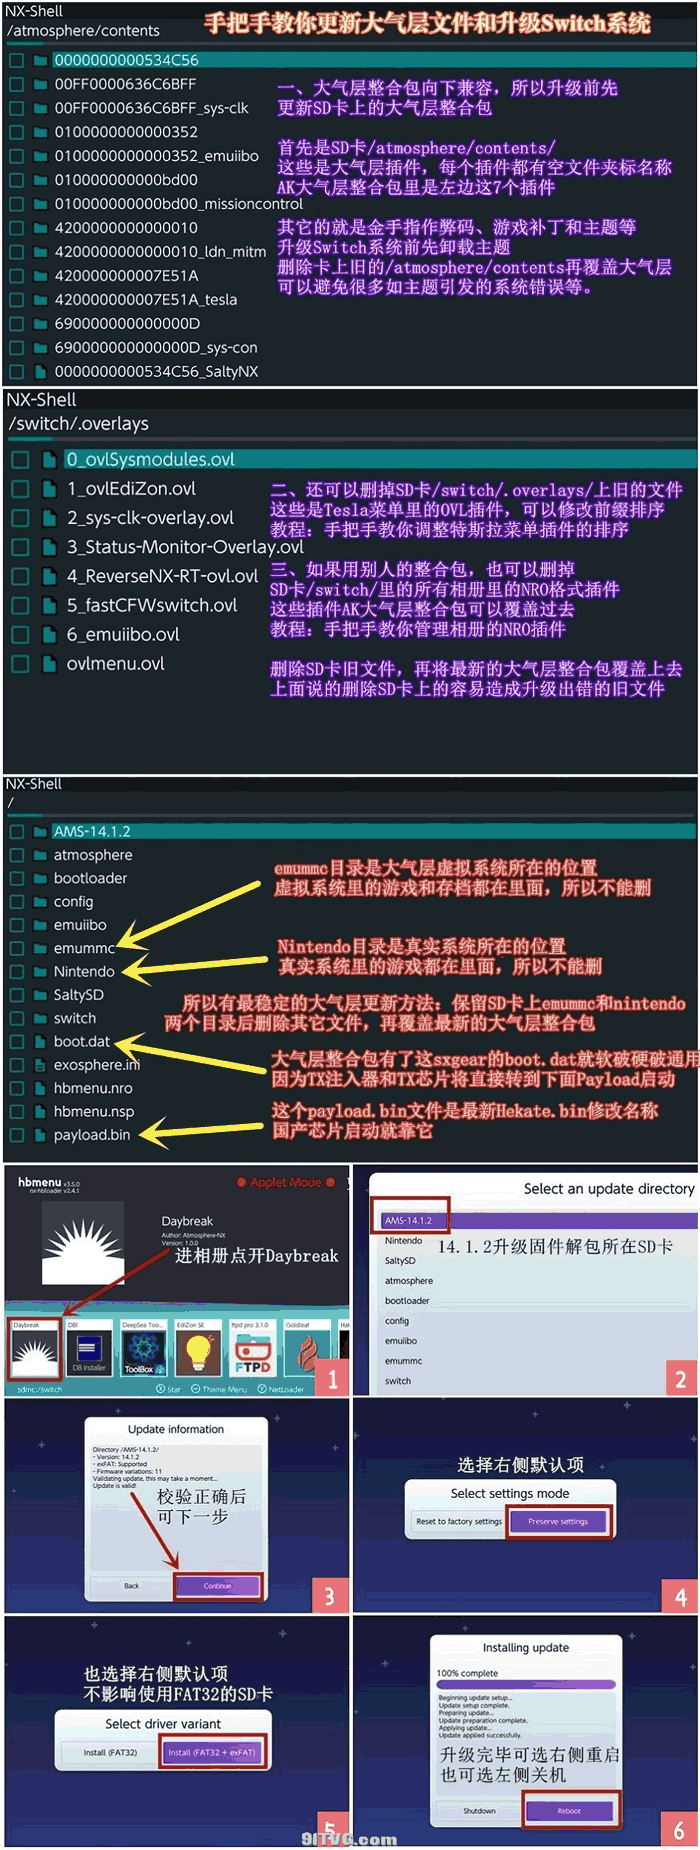 NX-Shell
手把手教你更新大气层文件和升级Switch系统
/atmosphere/contents
0000000000534C56
00FF0000636C6BFF
00FF0000636C6BFF_sys-clk
0100000000000352
0100000000000352_emuiibo
010000000000bd00
010000000000bd00_missioncontrol
4200000000000010
4200000000000010_ldn_mitm
420000000007E51A
420000000007E51A_tesla
690000000000000D
690000000000000D_sys-con
0000000000534C56_SaltyNX
一、大气层整合包向下兼容，所以升级前先
更新SD卡上的大气层整合包
首先是SD卡/atmosphere/contents/
这些是大气层插件，每个插件都有空文件夹标名称
AK大气层整合包里是左边这7个插件
其它的就是金手指作弊码、游戏补丁和主题等
升级Switch系统前先卸载主题
删除卡上旧的/atmosphere/contents再覆盖大气层
可以避免很多如主题引发的系统错误等。
NX-Shell
/switch/.overlays
0_ovlSysmodules.ovl
1_ovlEdiZon.ovl
2_sys-clk-overlay.ovl
3_Status-Monitor-Overlay.ovl
4_ReverseNX-RT-ovl.ovl
5_fastCFWswitch.ovl
6_emuiibo.ovl
ovlmenu.ovl
二、还可以删掉SD卡/switch/.overlays/上旧的文件
这些是Tesla菜单里的OVL插件，可以修改前缀排序
教程：手把手教你调整特斯拉菜单插件的排序
三、如果用别人的整合包，也可以删掉
SD卡/switch/里的所有相册里的NRO格式插件
这些插件AK大气层整合包可以覆盖过去
教程：手把手教你管理相册的NRO插件
删除SD卡旧文件，再将最新的大气层整合包覆盖上去
上面说的删除SD卡上的容易造成升级出错的旧文件
NX-Shell
/
AMS-14.1.2
atmosphere
bootloader
config
emuiibo
emummc
Nintendo
SaltySD
switch
boot.dat
exosphere.ini
hbmenu.nro
hbmenu.nsp
payload.bin
emummc目录是大气层虚拟系统所在的位置
虚拟系统里的游戏和存档都在里面，所以不能删
Nintendo目录是真实系统所在的位置
真实系统里的游戏都在里面，所以不能删
所以有最稳定的大气层更新方法：保留SD卡上emummc和nintendo
两个目录后删除其它文件，再覆盖最新的大气层整合包
大气层整合包有了这sxgear的boot.dat就软破硬破通用
因为TX注入器和TX芯片将直接转到下面Payload启动
这个payload.bin文件是最新Hekate.bin修改名称
国产芯片启动就靠它
hbmenu v3.5.0
nx-hbloader v2.4.1
Applet Mode
Daybreak
Author: Atmosphere-NX
Version: 1.0.0
进相册点开Daybreak
Daybreak
DBI
DeepSea Too...
EdiZon SE
ftpd pro 3.1.0
Goldleaf
DB Installer
ToolBox
FTPD
sdmc:/switch
Star
Theme Menu
NetLoader
1
Select an update directory
AMS-14.1.2
Nintendo
SaltySD
atmosphere
bootloader
config
emuiibo
emummc
switch
14.1.2升级固件解包所在SD卡
2
Update information
Directory /AMS-14.1.2/
- Version: 14.1.2
- exFAT: Supported
- Firmware variations: 11
Validating update, this may take a moment...
Update is valid!
校验正确后
可下一步
Back
Continue
3
选择右侧默认项
Select settings mode
Reset to factory settings
Preserve settings
4
也选择右侧默认项
不影响使用FAT32的SD卡
Select driver variant
Install (FAT32)
Install (FAT32 + exFAT)
5
Installing update
100% complete
Beginning update setup...
Update setup complete.
Preparing update...
Update preparation complete.
Applying update...
Update applied successfully.
升级完毕可选右侧重启
也可选左侧关机
Shutdown
Reboot
6
91TVG.com